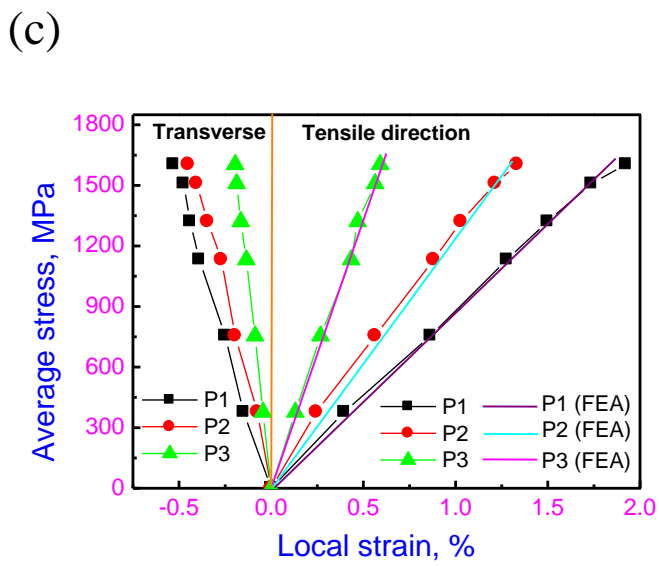 (c)
Transverse
Tensile direction
Average stress, MPa
1800
1500
1200
900
600
300
0
P1
P2
P3
P1
P2
P3
P1 (FEA)
P2 (FEA)
P3 (FEA)
-0.5
0.0
0.5
1.0
1.5
2.0
Local strain, %